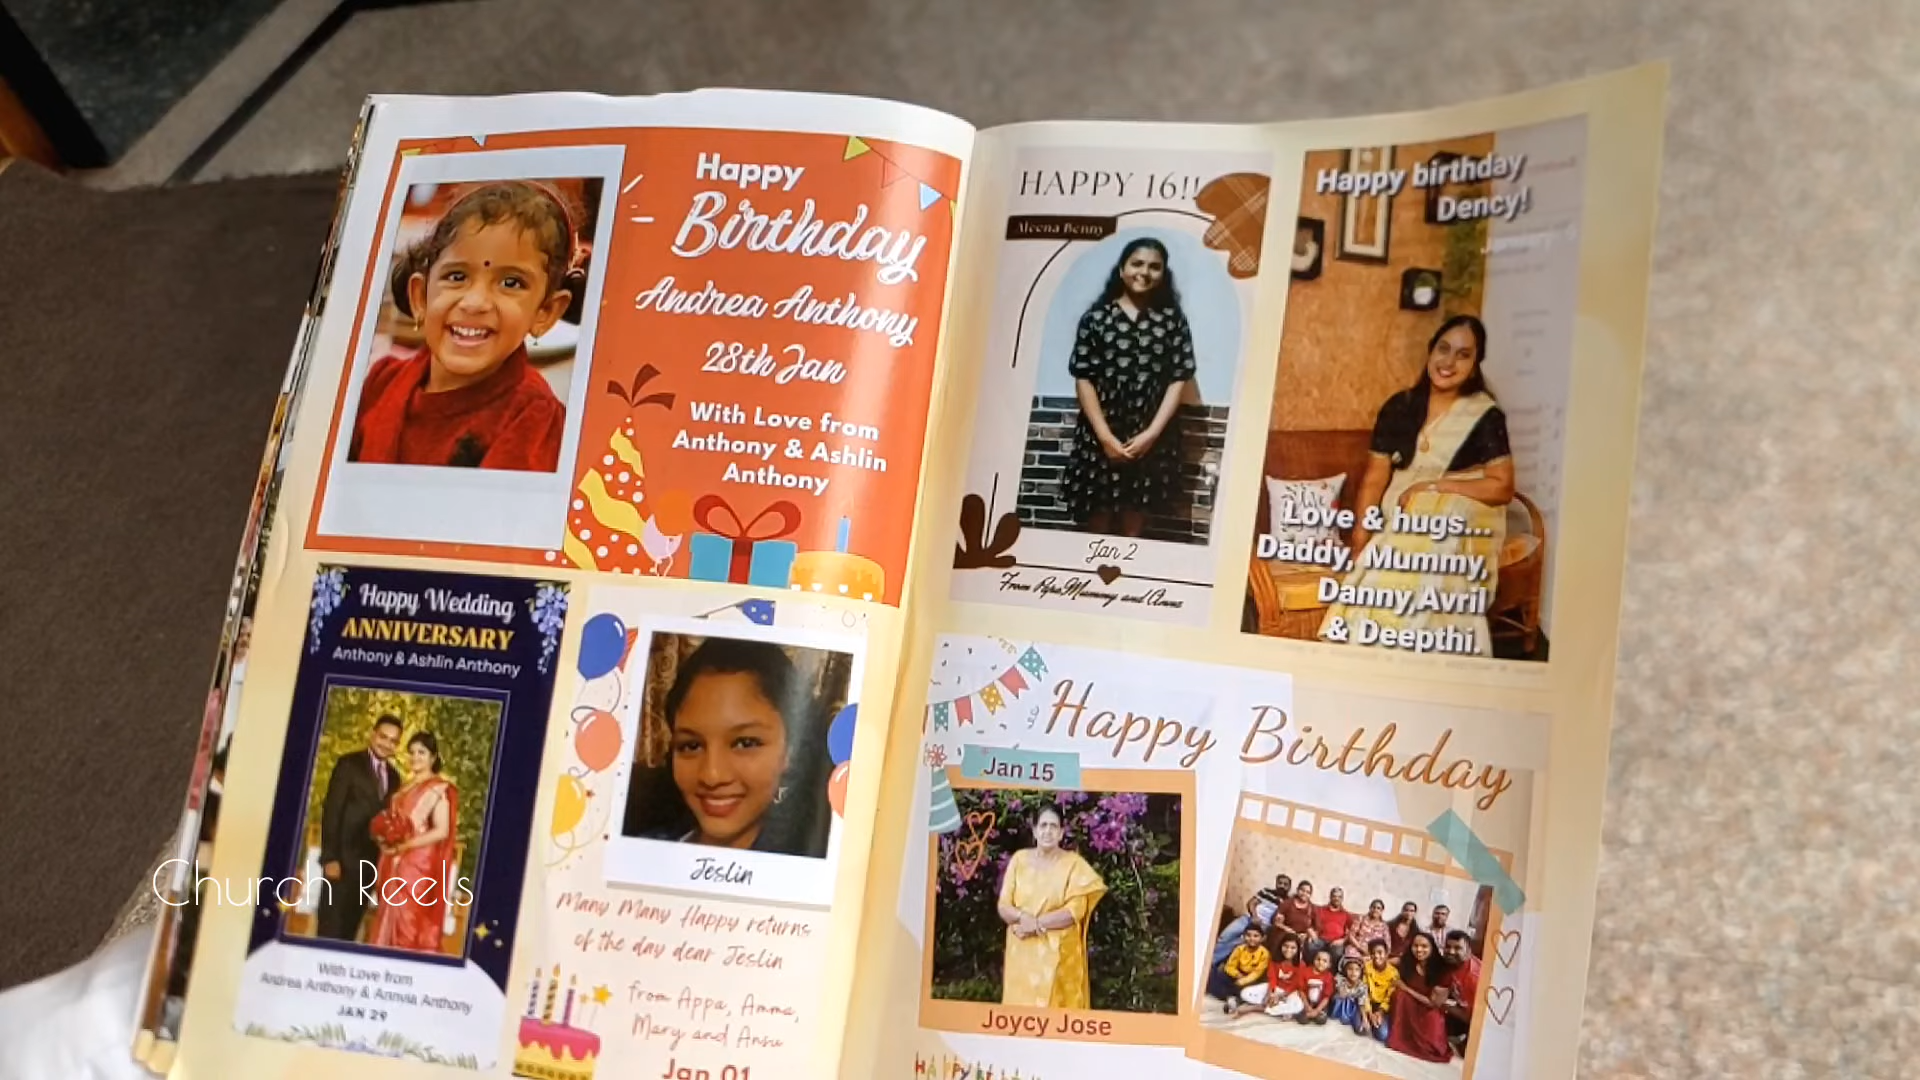 Happy
Birthday
Andrea Anthony
28th Jan
With Love from
Anthony & Ashlin
Anthony
Happy Wedding
ANNIVERSARY
Anthony & Ashlin Anthony
With Love from
Andrea Anthony & Annvia Anthony
JAN 29
Jeslin
Many Many Happy returns
of the day dear Jeslin
from Appa, Amma,
Mary and Ansu
Jan 01
HAPPY 16!!
Aleena Benny
Jan 2
From Papa, Mummy and Anna
Happy birthday
Dency!
Love & hugs...
Daddy, Mummy,
Danny,Avril
& Deepthi.
Happy Birthday
Jan 15
Joycy Jose
Church Reels